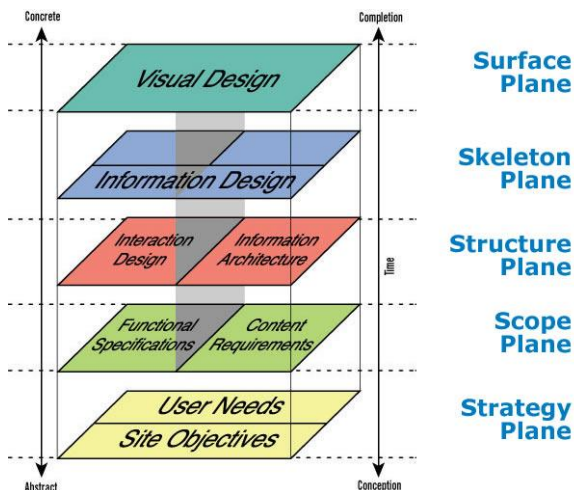 Concrete
Completion
Visual Design
Surface
Plane
Information Design
Skeleton
Plane
Interaction
Design
Information
Architecture
Structure
Plane
Time
Functional
Specifications
Content
Requirements
Scope
Plane
User Needs
Site Objectives
Strategy
Plane
Abstract
Conception